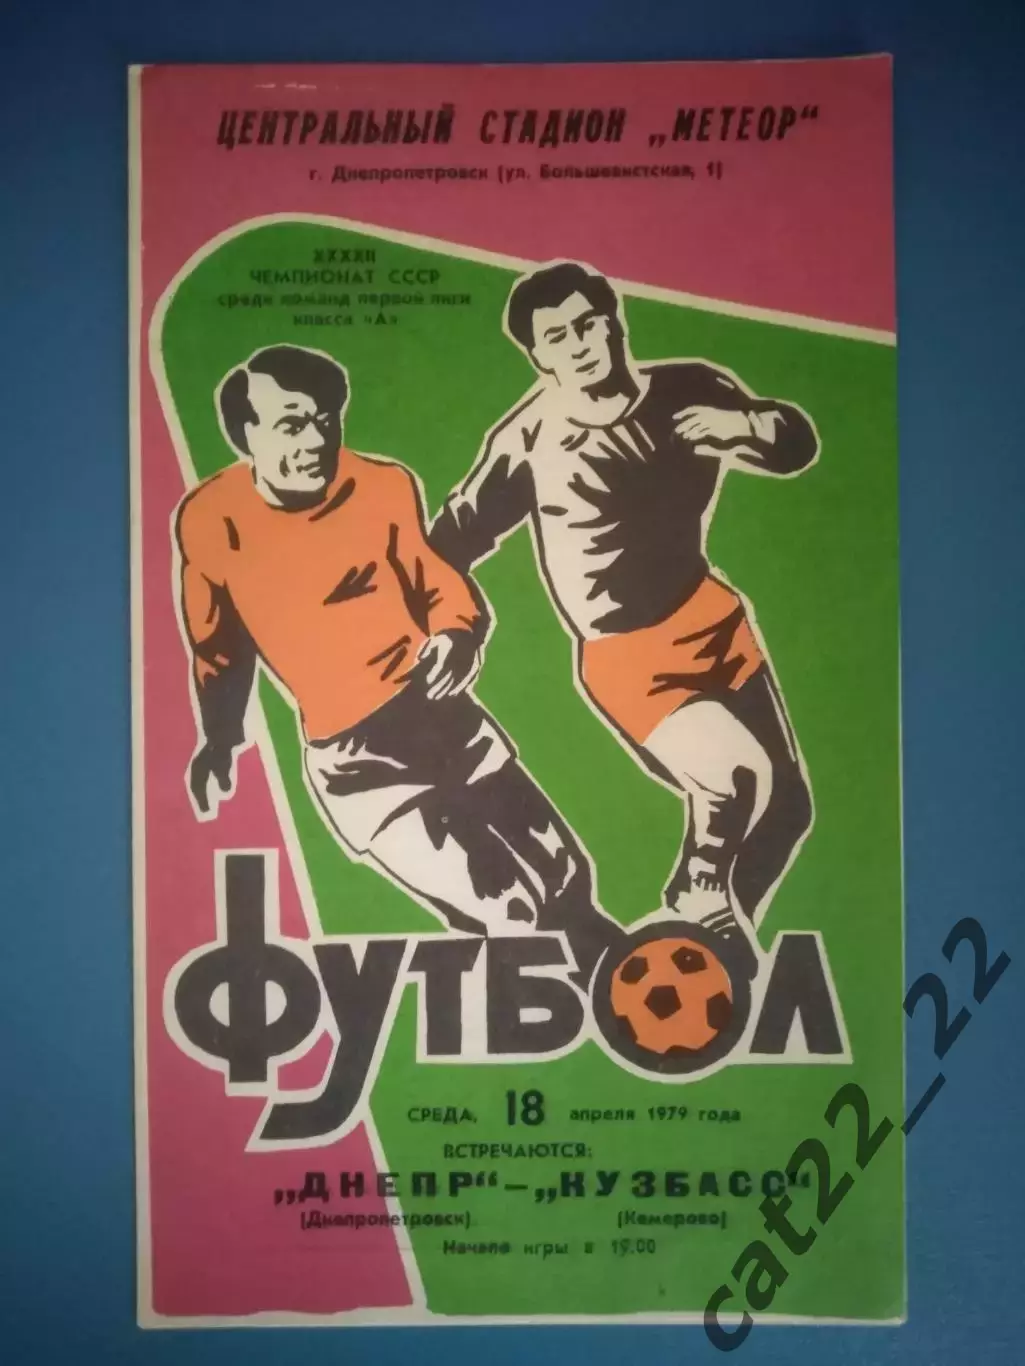 ЦЕНТРАЛЬНЫЙ СТАДИОН „МЕТЕОР“
г. Днепропетровск (ул. Большевистская, 1)
XXXXII
ЧЕМПИОНАТ СССР
среди команд первой лиги
класса «А»
ФУТБОЛ
СРЕДА, 18 апреля 1979 года
ВСТРЕЧАЮТСЯ:
„ДНЕПР“ – „КУЗБАСС“
(Днепропетровск) (Кемерово)
Начало игры в 19.00
cat22_22